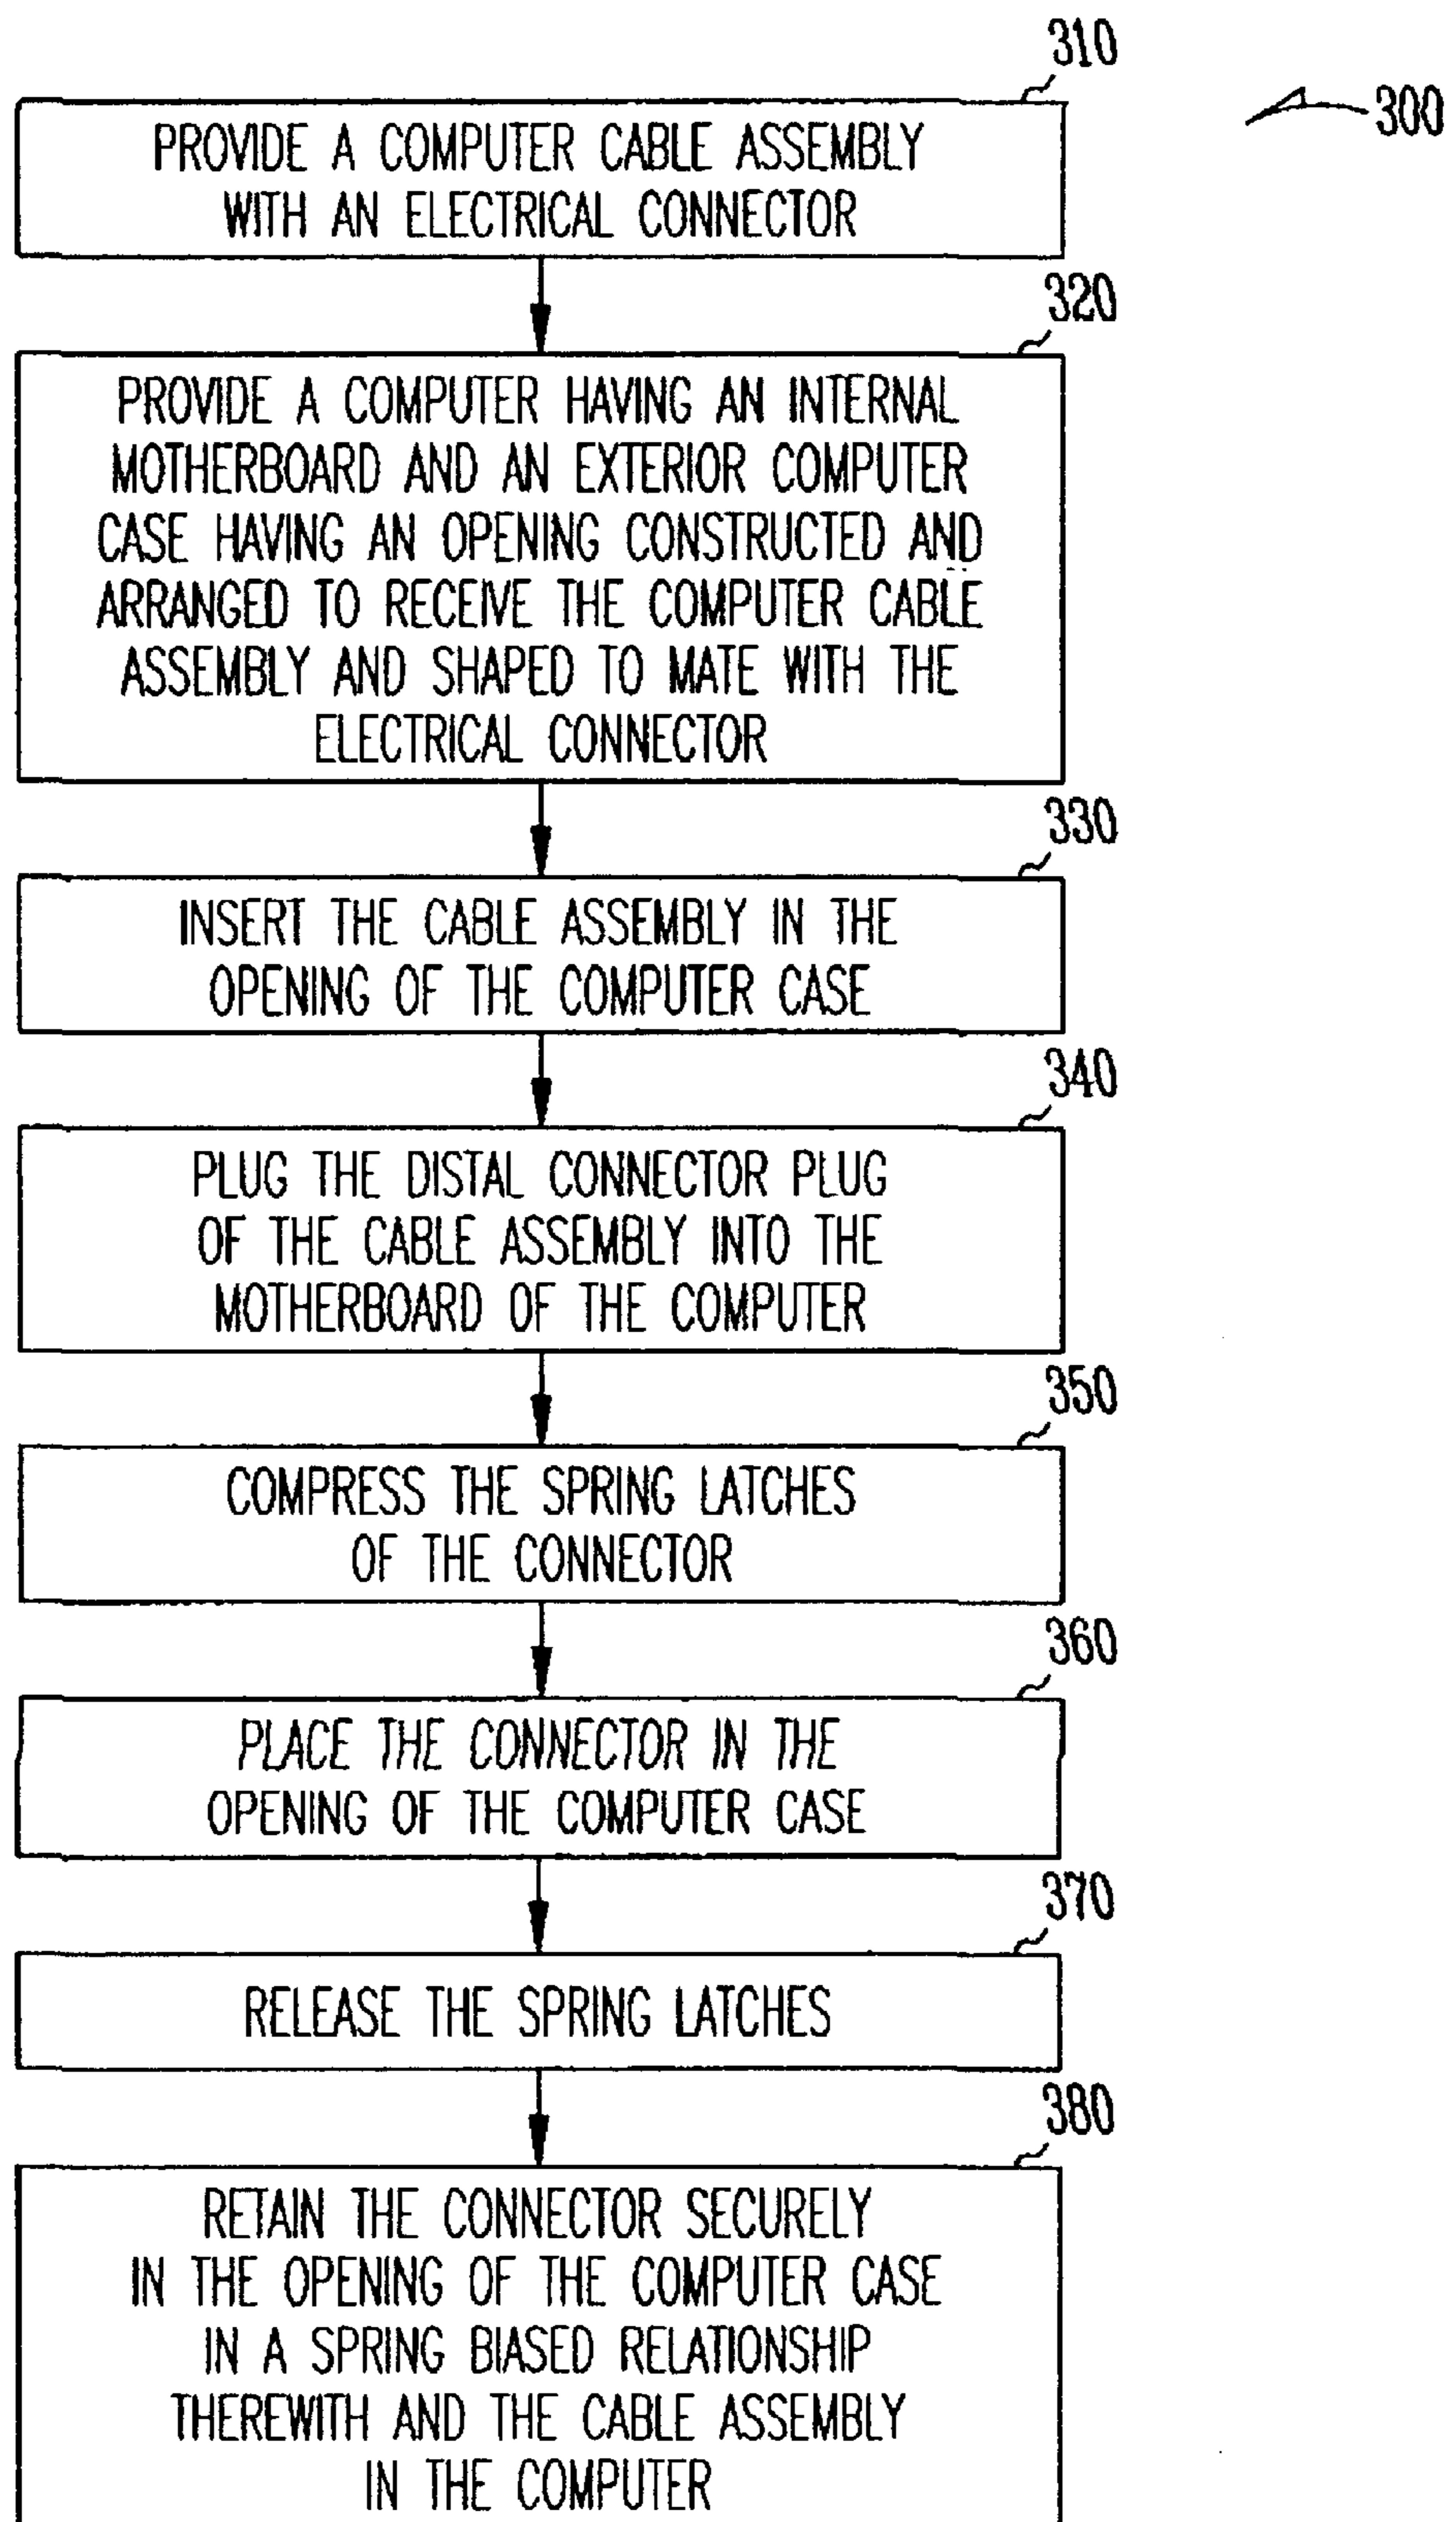 310
300
PROVIDE A COMPUTER CABLE ASSEMBLY
WITH AN ELECTRICAL CONNECTOR
320
PROVIDE A COMPUTER HAVING AN INTERNAL
MOTHERBOARD AND AN EXTERIOR COMPUTER
CASE HAVING AN OPENING CONSTRUCTED AND
ARRANGED TO RECEIVE THE COMPUTER CABLE
ASSEMBLY AND SHAPED TO MATE WITH THE
ELECTRICAL CONNECTOR
330
INSERT THE CABLE ASSEMBLY IN THE
OPENING OF THE COMPUTER CASE
340
PLUG THE DISTAL CONNECTOR PLUG
OF THE CABLE ASSEMBLY INTO THE
MOTHERBOARD OF THE COMPUTER
350
COMPRESS THE SPRING LATCHES
OF THE CONNECTOR
360
PLACE THE CONNECTOR IN THE
OPENING OF THE COMPUTER CASE
370
RELEASE THE SPRING LATCHES
380
RETAIN THE CONNECTOR SECURELY
IN THE OPENING OF THE COMPUTER CASE
IN A SPRING BIASED RELATIONSHIP
THEREWITH AND THE CABLE ASSEMBLY
IN THE COMPUTER